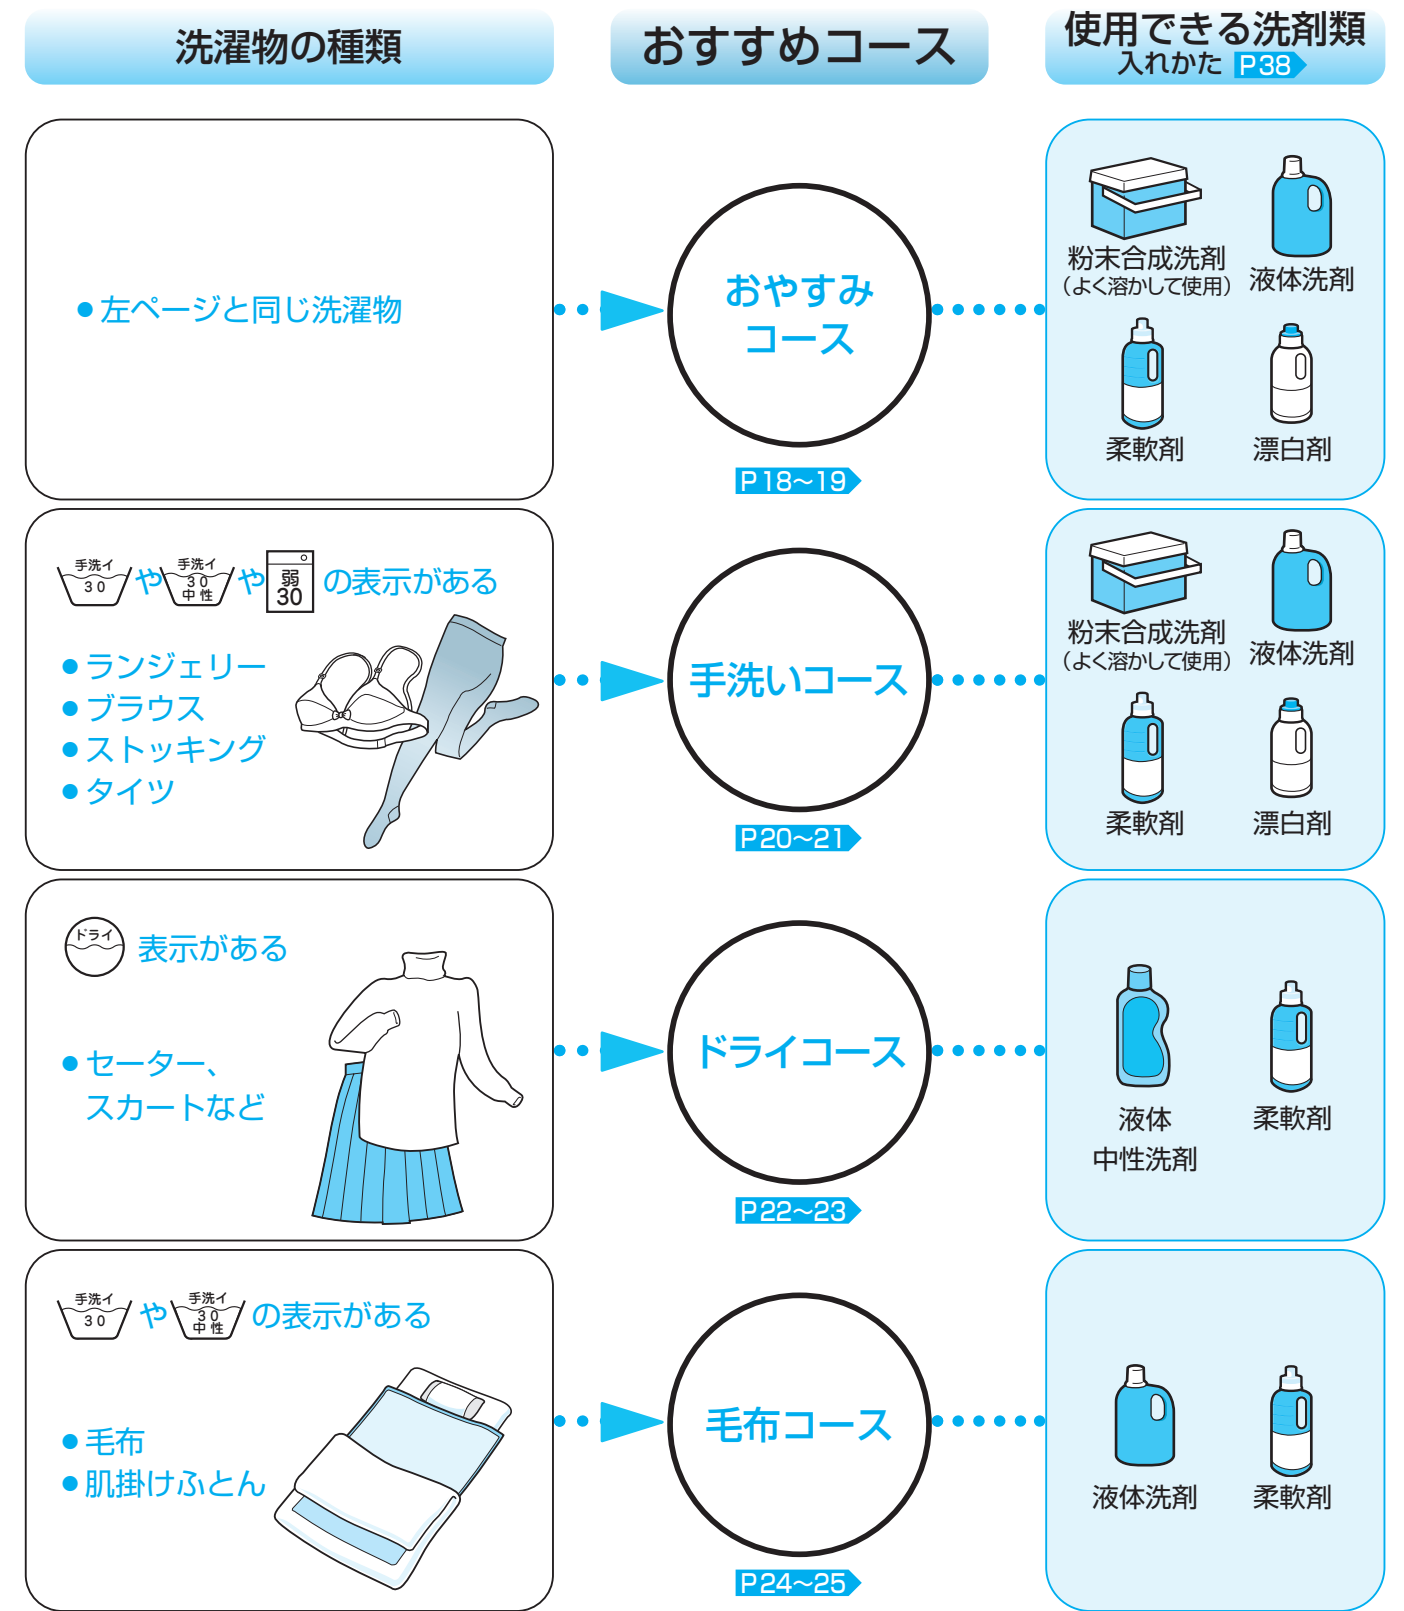 洗濯物の種類
おすすめコース
使用できる洗剤類
入れかた P38
●左ページと同じ洗濯物
おやすみ
コース
P18～19
粉末合成洗剤
（よく溶かして使用）
液体洗剤
柔軟剤
漂白剤
手洗イ 30 や 手洗イ 30 中性 や 弱 30 の表示がある
●ランジェリー
●ブラウス
●ストッキング
●タイツ
手洗いコース
P20～21
粉末合成洗剤
（よく溶かして使用）
液体洗剤
柔軟剤
漂白剤
ドライ 表示がある
●セーター、
スカートなど
ドライコース
P22～23
液体
中性洗剤
柔軟剤
手洗イ 30 や 手洗イ 30 中性 の表示がある
●毛布
●肌掛けふとん
毛布コース
P24～25
液体洗剤
柔軟剤